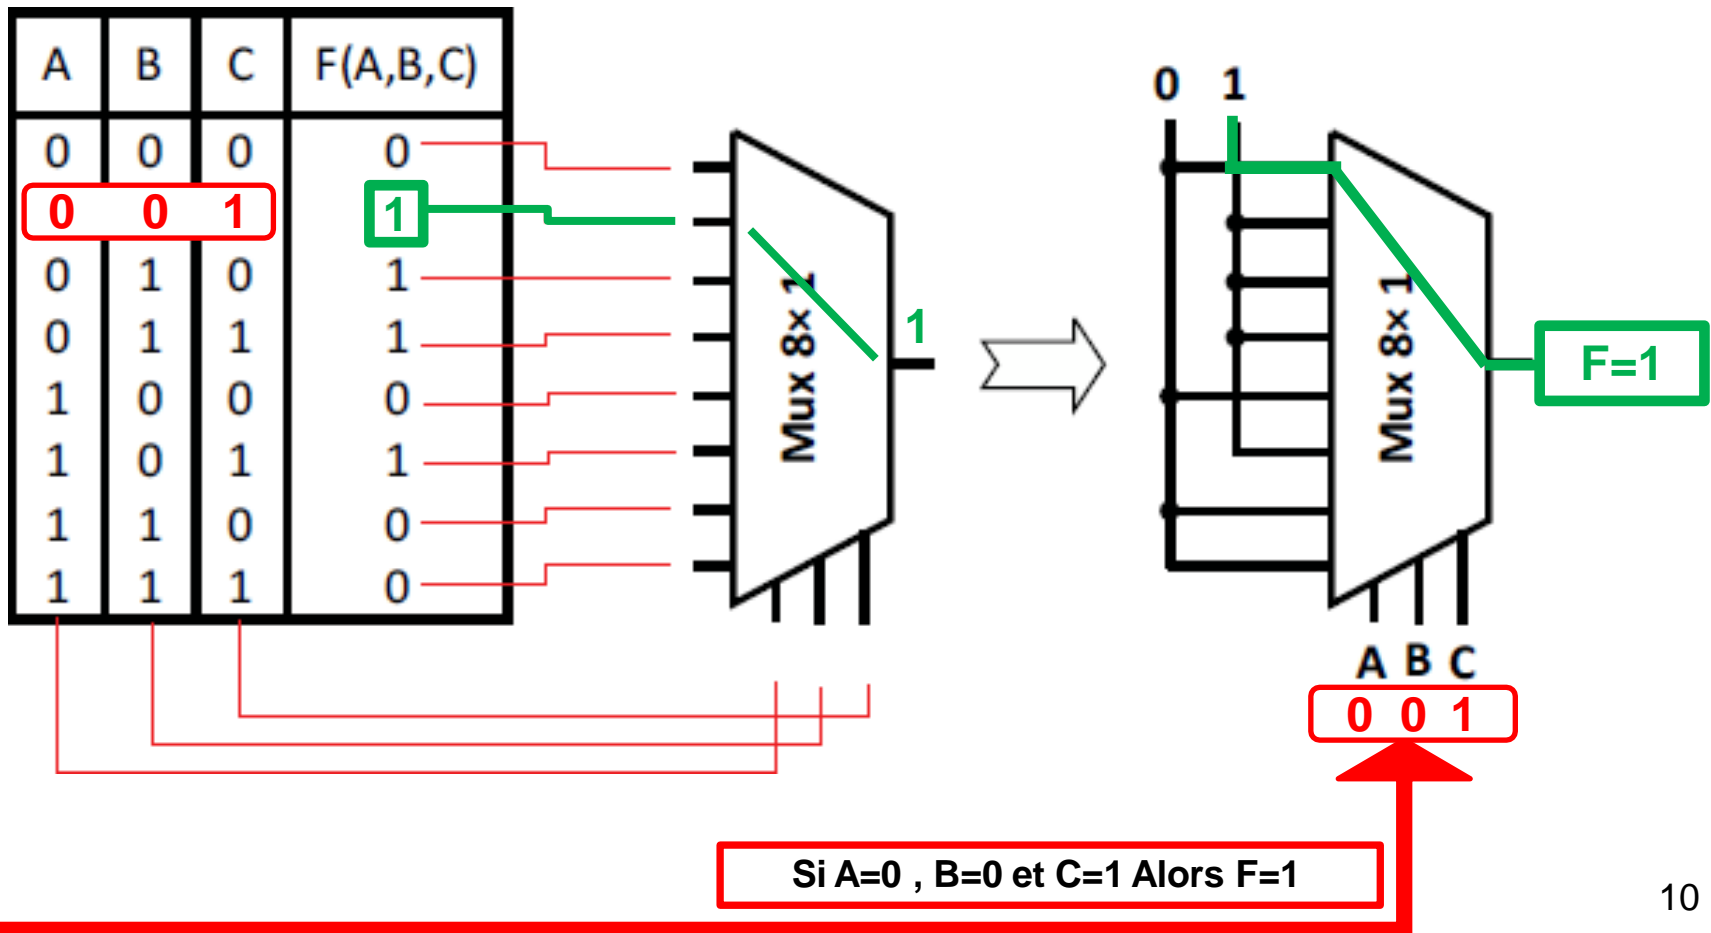 A B C F(A,B,C)
0 0 0 0
0 0 1 1
0 1 0 1
0 1 1 1
1 0 0 0
1 0 1 1
1 1 0 0
1 1 1 0
Mux 8× 1
1
0 1
Mux 8× 1
F=1
A B C
0 0 1
Si A=0 , B=0 et C=1 Alors F=1
10